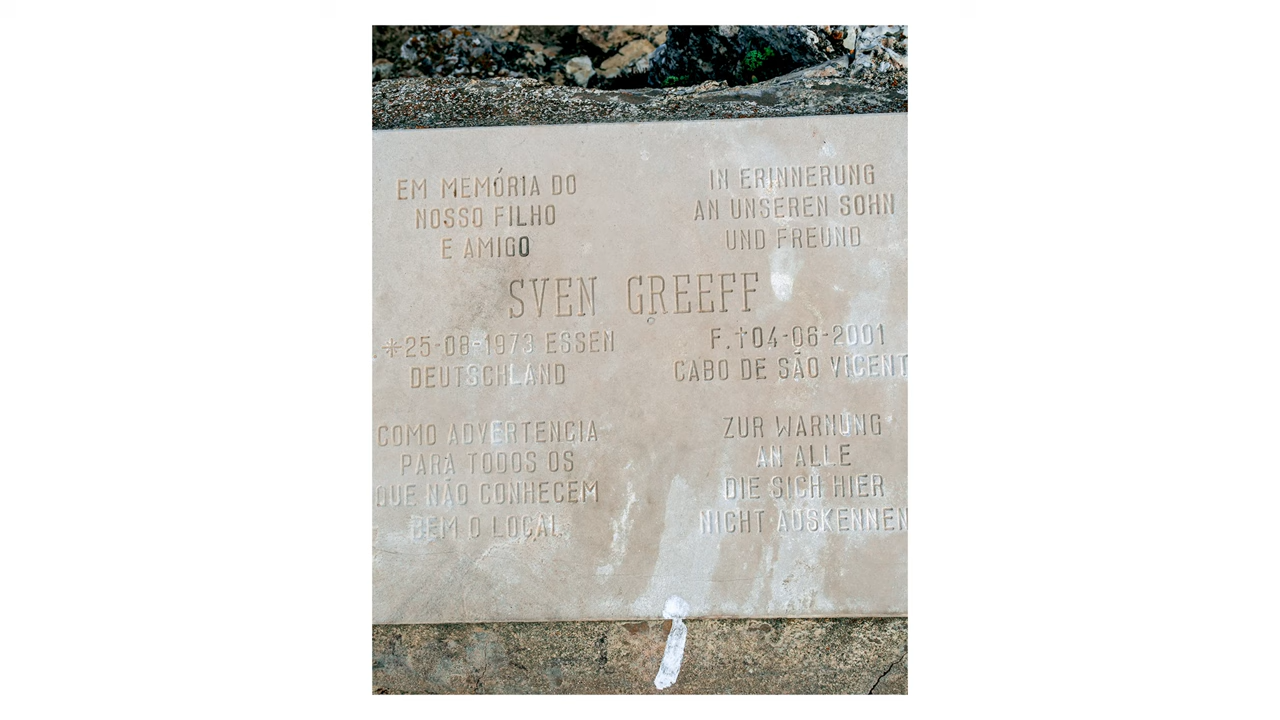 EM MEMÓRIA DO
NOSSO FILHO
E AMIGO
IN ERINNERUNG
AN UNSEREN SOHN
UND FREUND
SVEN GREEFF
.*25-08-1973 ESSEN
DEUTSCHLAND
F.†04-06-2001
CABO DE SÃO VICENT
COMO ADVERTENCIA
PARA TODOS OS
QUE NÃO CONHECEM
BEM O LOCAL
ZUR WARNUNG
AN ALLE
DIE SICH HIER
NICHT AUSKENNEN